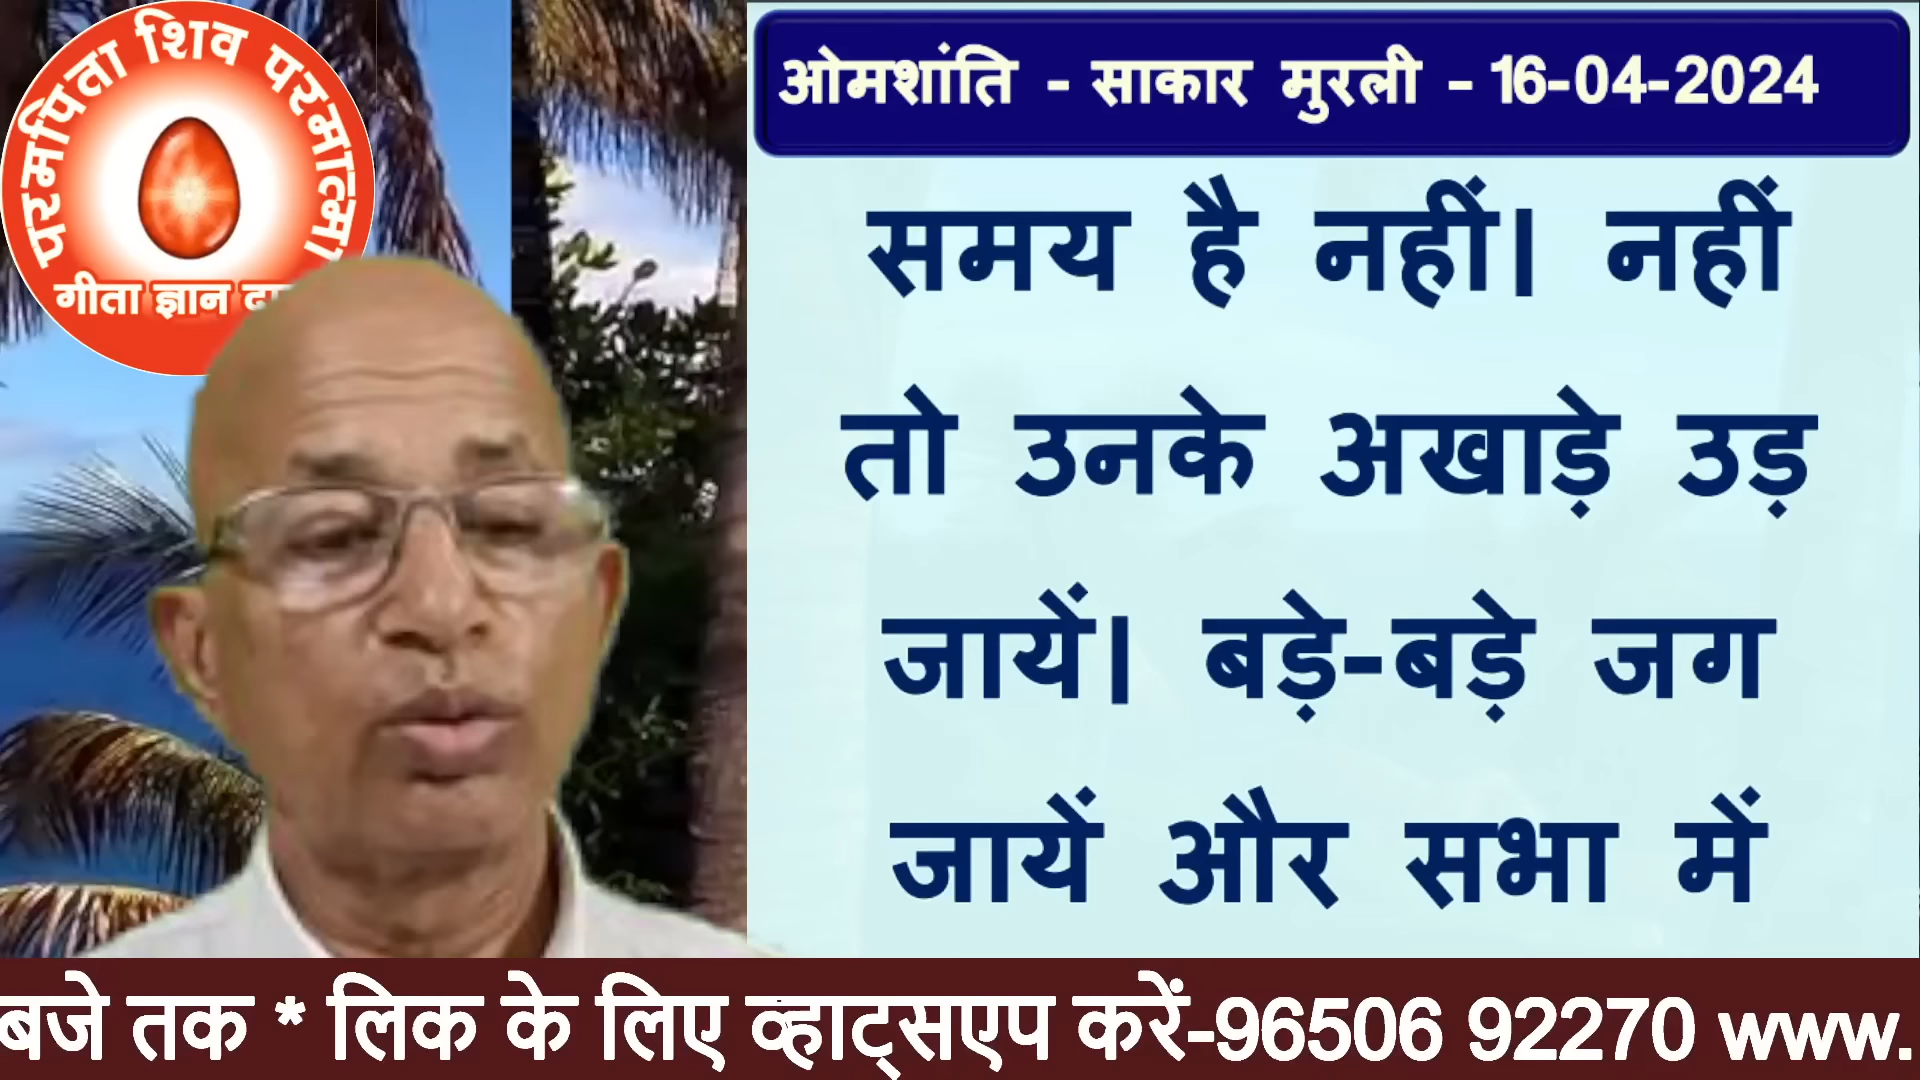 परमपिता शिव परमात्मा
गीता ज्ञान
ओमशांति - साकार मुरली - 16-04-2024
समय है नहीं। नहीं
तो उनके अखाड़े उड़
जायें। बड़े-बड़े जग
जायें और सभा में
बजे तक * लिंक के लिए व्हाट्सएप करें-96506 92270 www.